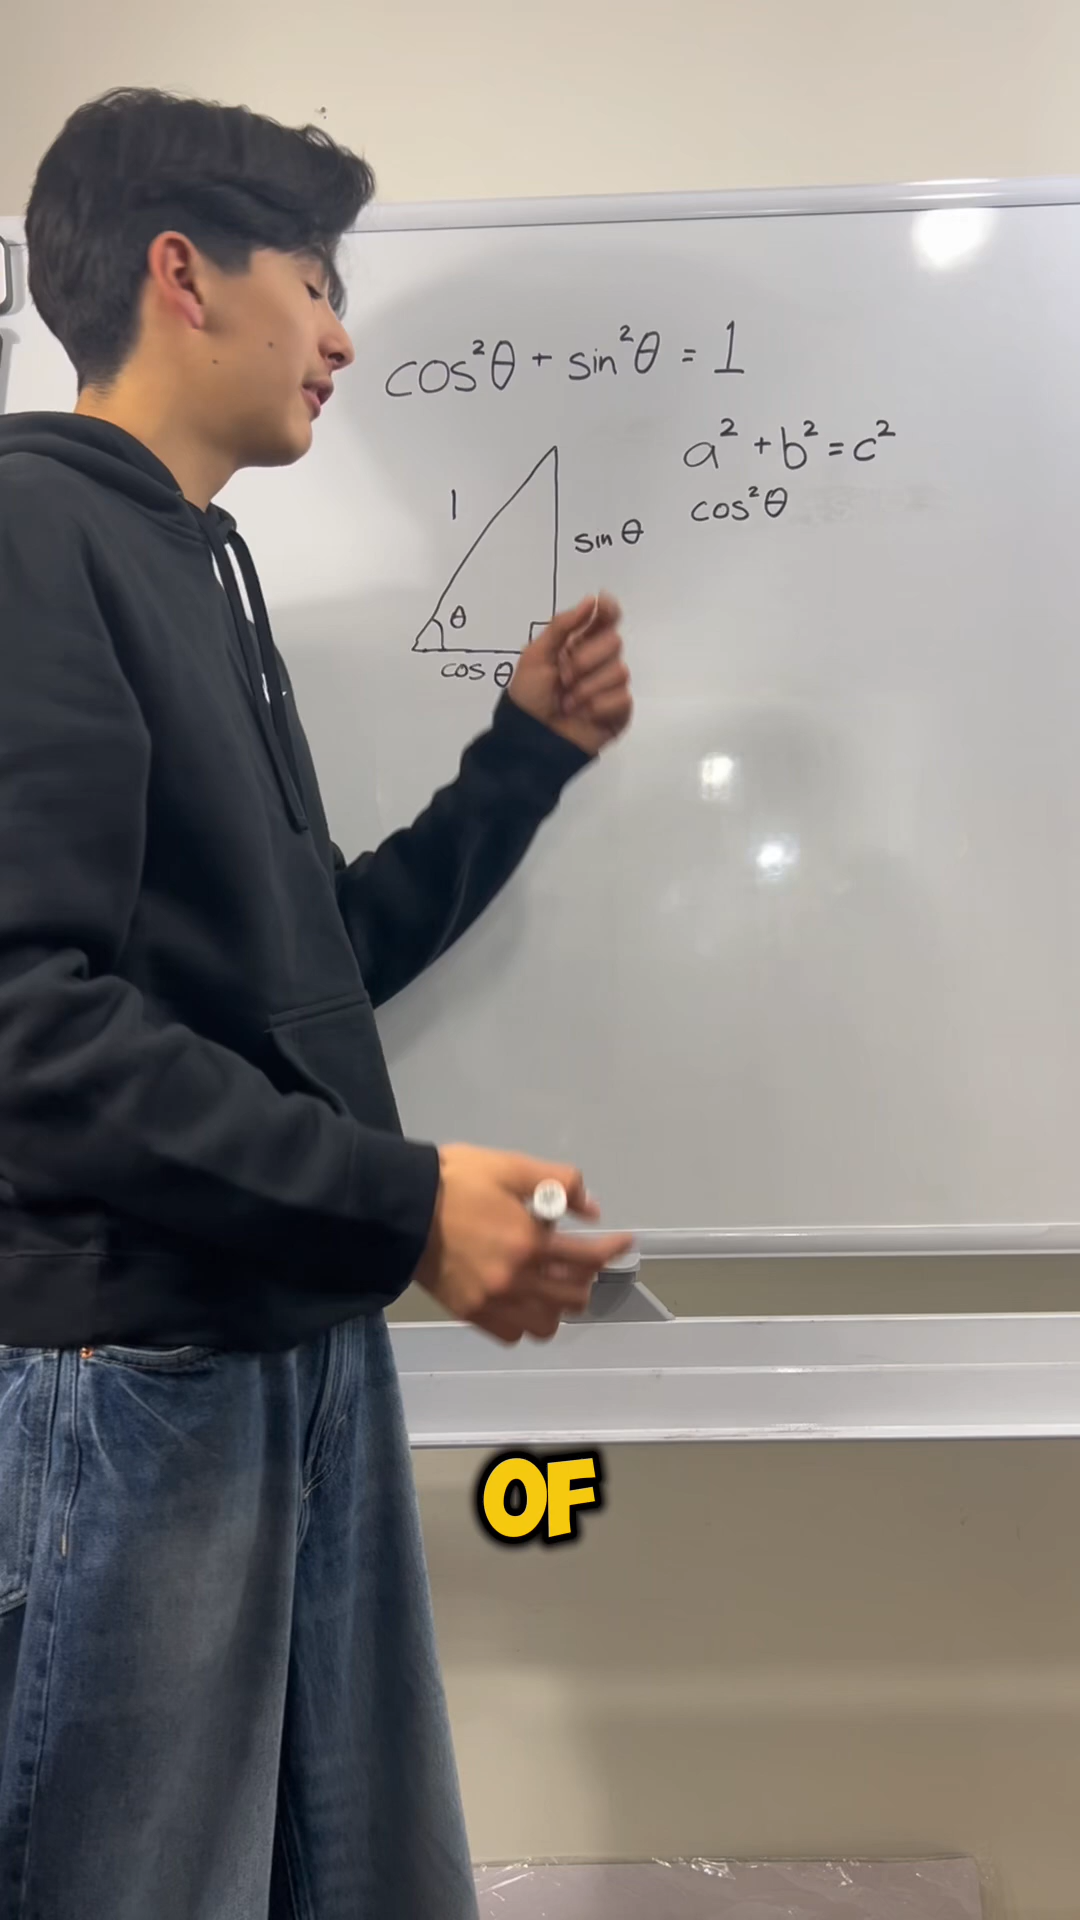 cos²θ + sin²θ = 1
a² + b² = c²
cos²θ
1
sin θ
θ
cos θ
OF